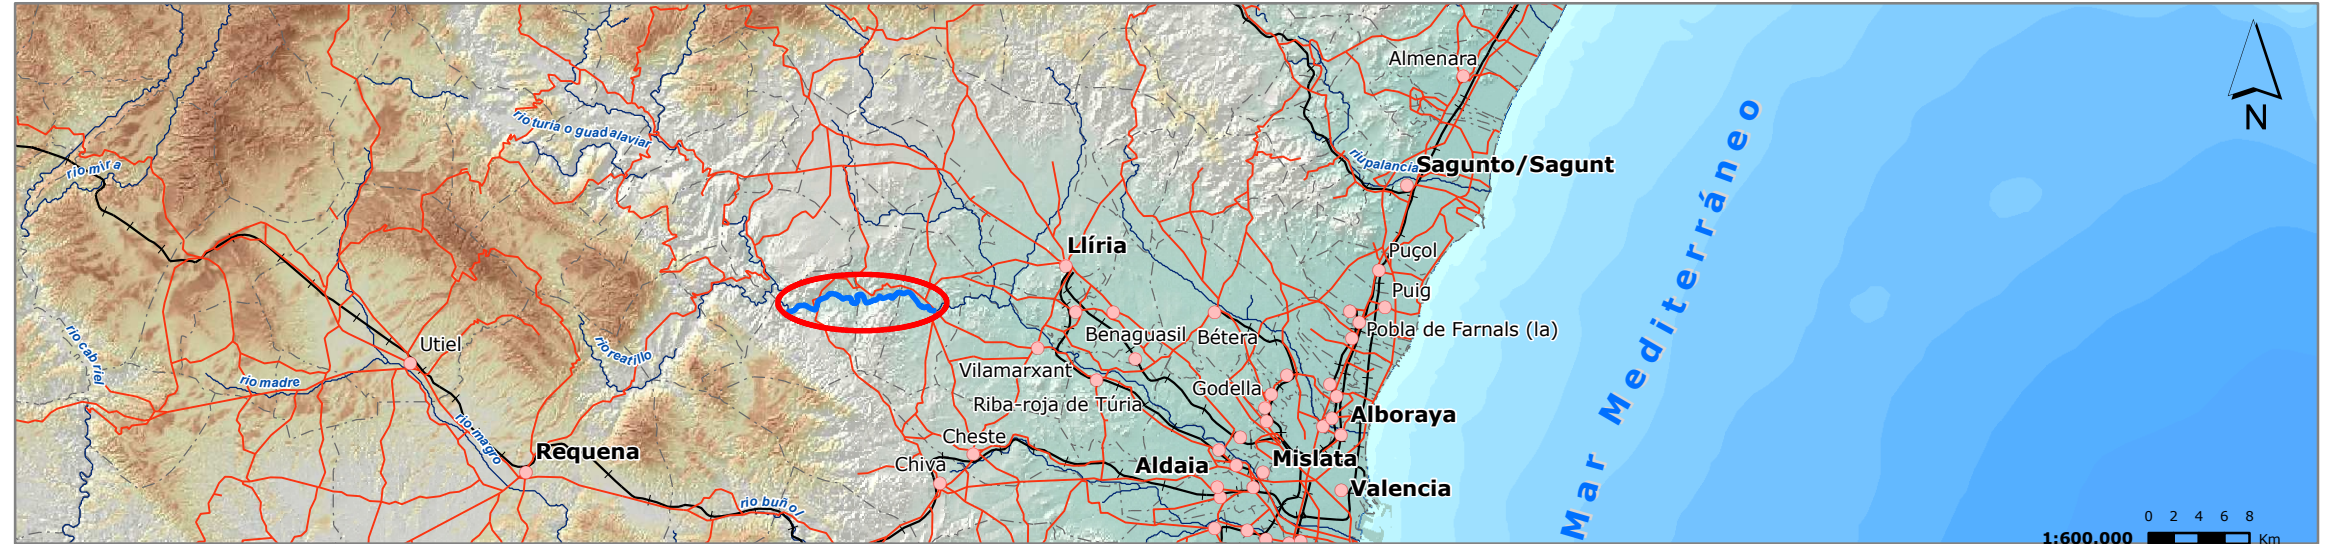 Almenara
río turia o guadalaviar
río palancia
Sagunto/Sagunt
río mira
N
Mar Mediterráneo
Llíria
Puçol
Puig
Pobla de Farnals (la)
Benaguasil
Bétera
Utiel
río cabriel
río reatillo
río madre
Vilamarxant
Godella
Riba-roja de Túria
Alboraya
río magro
Requena
Cheste
Chiva
Aldaia
Mislata
Valencia
río buñol
0 2 4 6 8
1:600.000
Km